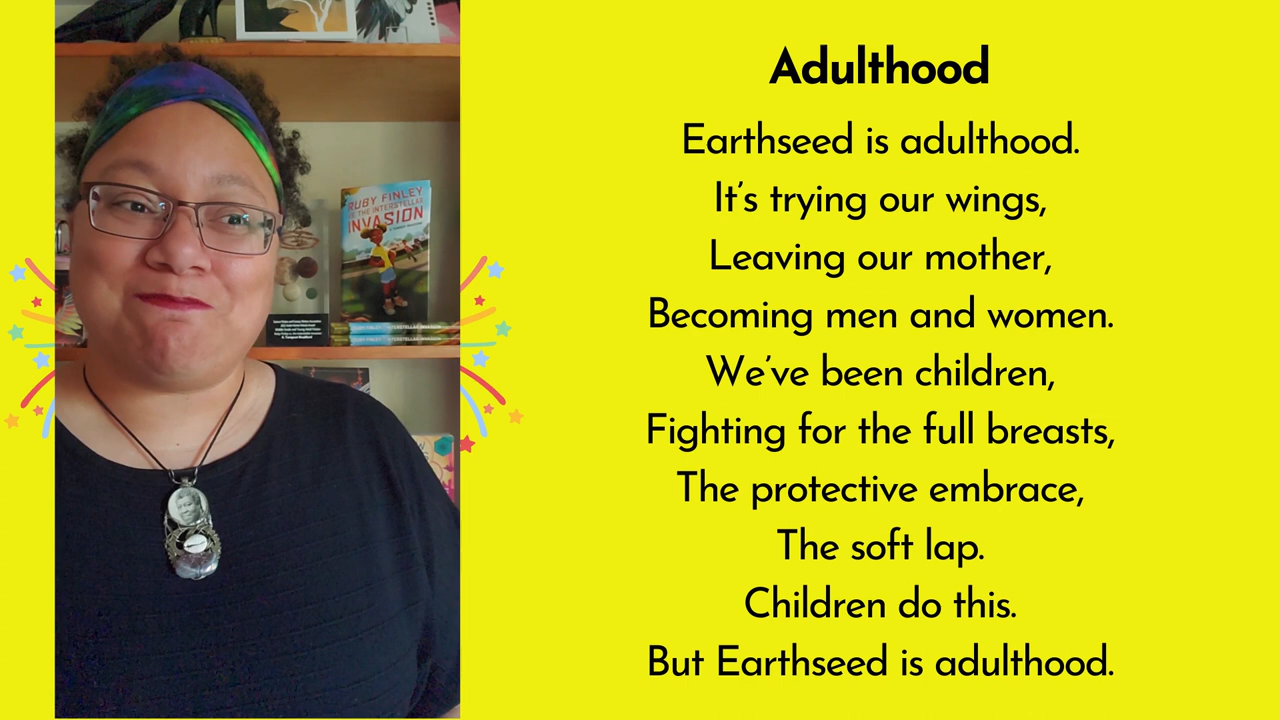 Adulthood
Earthseed is adulthood.
It's trying our wings,
Leaving our mother,
Becoming men and women.
We've been children,
Fighting for the full breasts,
The protective embrace,
The soft lap.
Children do this.
But Earthseed is adulthood.
RUBY FINLEY
THE INTERSTELLAR
INVASION